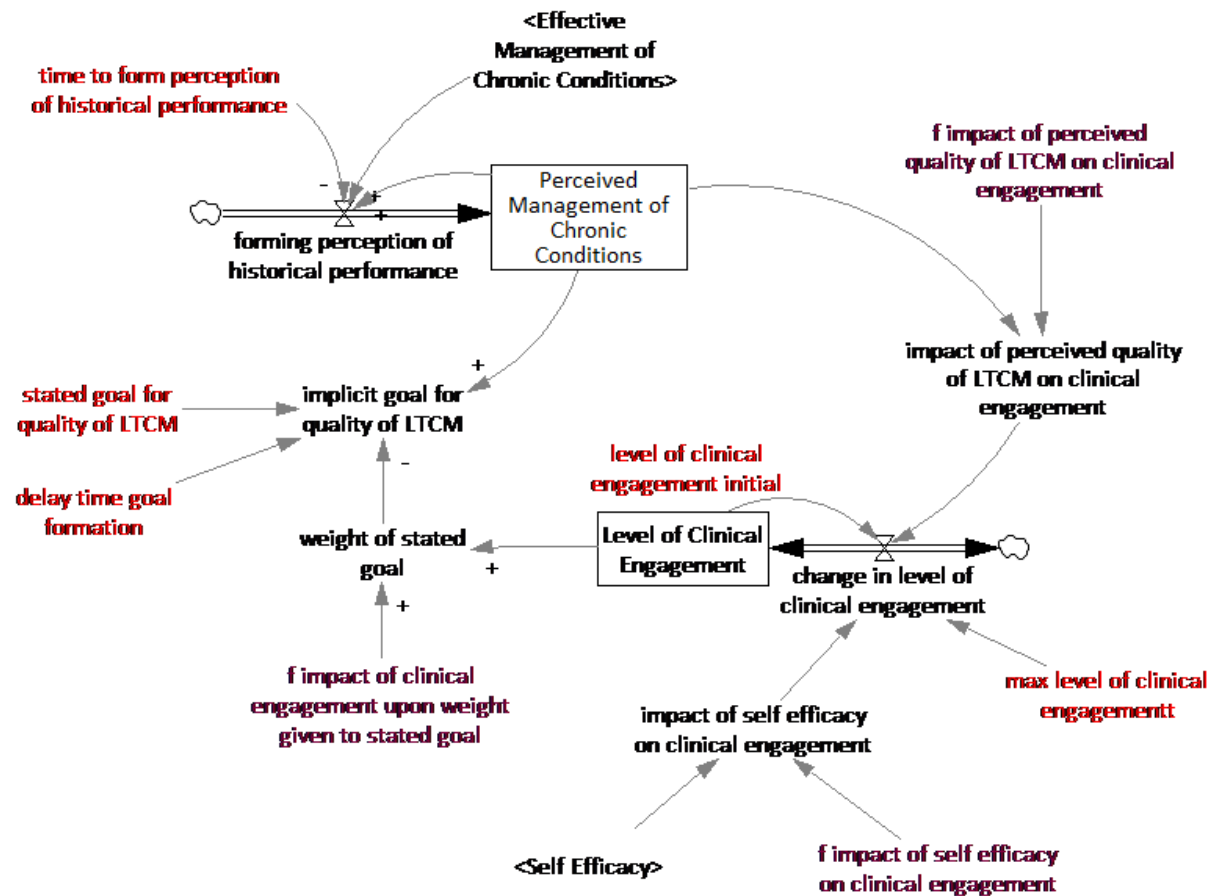 <Effective
Management of
Chronic Conditions>
time to form perception
of historical performance
f impact of perceived
quality of LTCM on clinical
engagement
-
+
+
Perceived
Management of
Chronic
Conditions
forming perception of
historical performance
+
impact of perceived quality
of LTCM on clinical
engagement
stated goal for
quality of LTCM
implicit goal for
quality of LTCM
-
level of clinical
engagement initial
delay time goal
formation
weight of stated
goal
+
Level of Clinical
Engagement
change in level of
clinical engagement
+
f impact of clinical
engagement upon weight
given to stated goal
max level of clinical
engagementt
impact of self efficacy
on clinical engagement
<Self Efficacy>
f impact of self efficacy
on clinical engagement